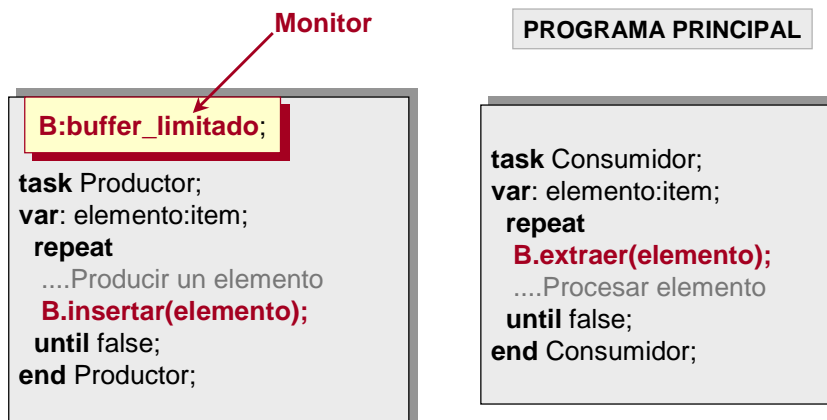 Monitor
PROGRAMA PRINCIPAL
B:buffer_limitado;
task Productor;
var: elemento:item;
repeat
....Producir un elemento
B.insertar(elemento);
until false;
end Productor;
task Consumidor;
var: elemento:item;
repeat
B.extraer(elemento);
....Procesar elemento
until false;
end Consumidor;